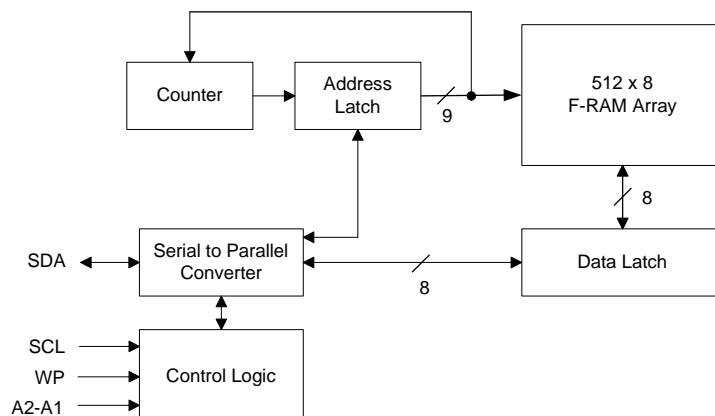 Counter
Address
Latch
9
512 x 8
F-RAM Array
8
SDA
Serial to Parallel
Converter
8
Data Latch
SCL
WP
A2-A1
Control Logic